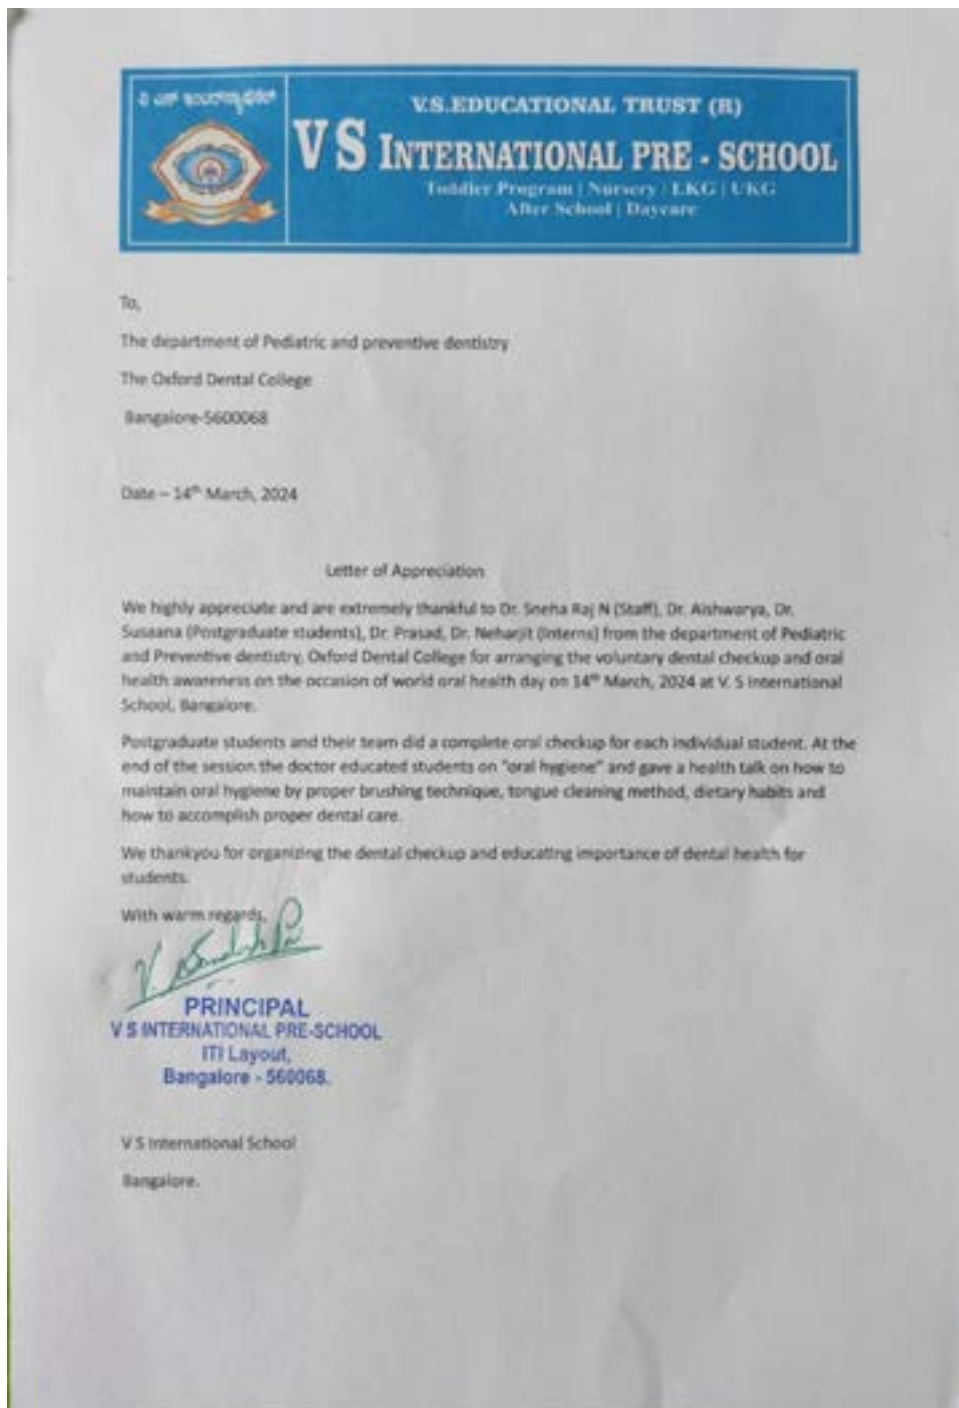 ವಿ ಎಸ್ ಇಂಟರ್‌ನ್ಯಾಷನಲ್
V.S.EDUCATIONAL TRUST (R)
VS INTERNATIONAL PRE - SCHOOL
Toddler Program | Nursery | LKG | UKG
After School | Daycare
To,
The department of Pediatric and preventive dentistry
The Oxford Dental College
Bangalore-5600068
Date – 14th March, 2024
Letter of Appreciation
We highly appreciate and are extremely thankful to Dr. Sneha Raj N (Staff), Dr. Aishwarya, Dr.
Susaana (Postgraduate students), Dr. Prasad, Dr. Neharjit (Interns) from the department of Pediatric
and Preventive dentistry, Oxford Dental College for arranging the voluntary dental checkup and oral
health awareness on the occasion of world oral health day on 14th March, 2024 at V. S International
School, Bangalore.
Postgraduate students and their team did a complete oral checkup for each individual student. At the
end of the session the doctor educated students on "oral hygiene" and gave a health talk on how to
maintain oral hygiene by proper brushing technique, tongue cleaning method, dietary habits and
how to accomplish proper dental care.
We thankyou for organizing the dental checkup and educating importance of dental health for
students.
With warm regards,
PRINCIPAL
V S INTERNATIONAL PRE-SCHOOL
ITI Layout,
Bangalore - 560068.
V S International School
Bangalore.